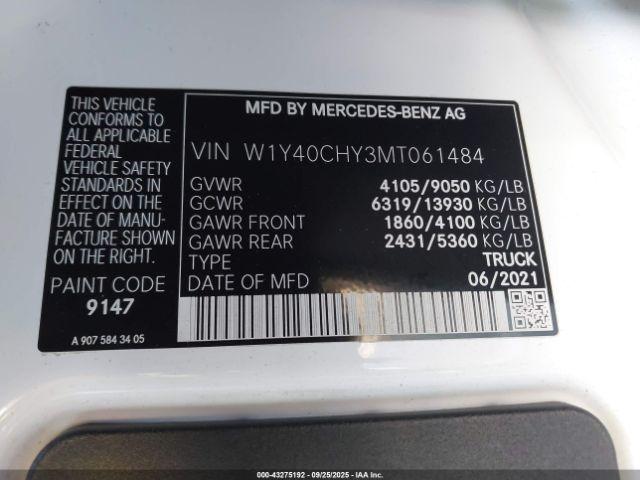 THIS VEHICLE
CONFORMS TO
ALL APPLICABLE
FEDERAL
VEHICLE SAFETY
STANDARDS IN
EFFECT ON THE
DATE OF MANU-
FACTURE SHOWN
ON THE RIGHT.
PAINT CODE
9147
A 907 584 34 05
MFD BY MERCEDES-BENZ AG
VIN W1Y40CHY3MT061484
GVWR 4105/9050 KG/LB
GCWR 6319/13930 KG/LB
GAWR FRONT 1860/4100 KG/LB
GAWR REAR 2431/5360 KG/LB
TYPE TRUCK
DATE OF MFD 06/2021
000-43275192 - 09/25/2025 - IAAI, Inc.